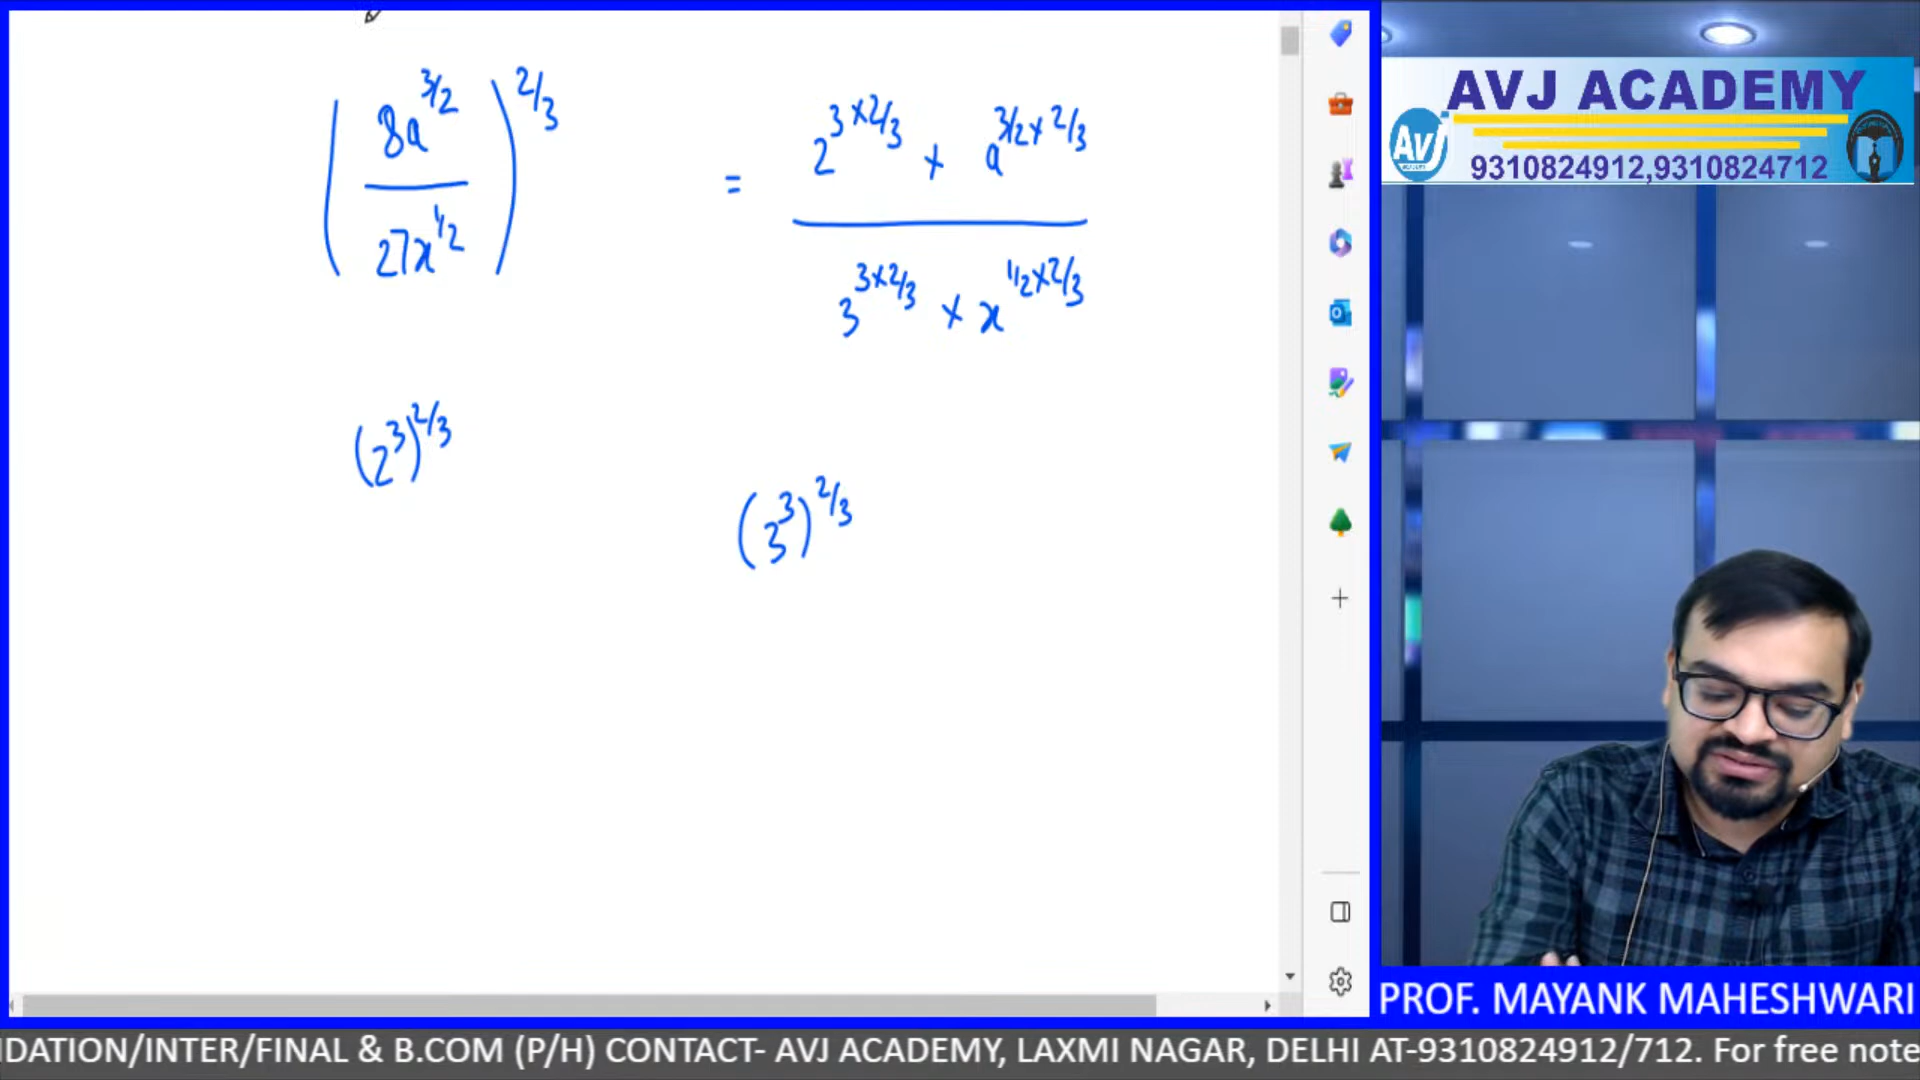 (8a^3/2 / 27x^1/2)^2/3 = 2^3×2/3 × a^3/2×2/3 / 3^3×2/3 × x^1/2×2/3
(2^3)^2/3
(3^3)^2/3
AVJ ACADEMY
AVJ
9310824912,9310824712
PROF. MAYANK MAHESHWARI
DATION/INTER/FINAL & B.COM (P/H) CONTACT- AVJ ACADEMY, LAXMI NAGAR, DELHI AT-9310824912/712. For free note